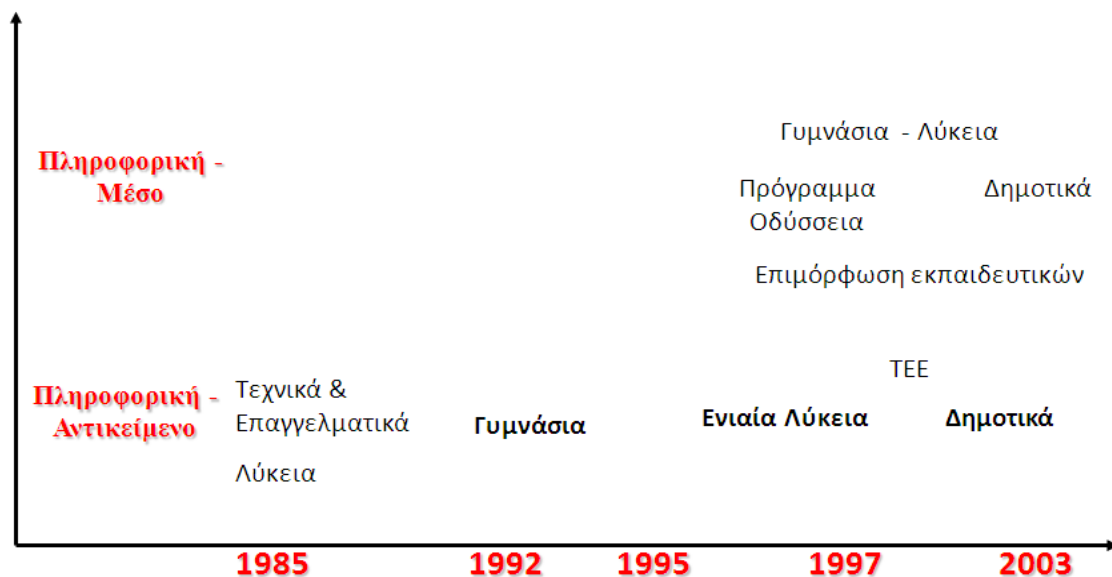 Γυμνάσια - Λύκεια
Πληροφορική -
Μέσο
Πρόγραμμα
Οδύσσεια
Δημοτικά
Επιμόρφωση εκπαιδευτικών
ΤΕΕ
Πληροφορική -
Αντικείμενο
Τεχνικά &
Επαγγελματικά
Λύκεια
Γυμνάσια
Ενιαία Λύκεια
Δημοτικά
1985
1992
1995
1997
2003